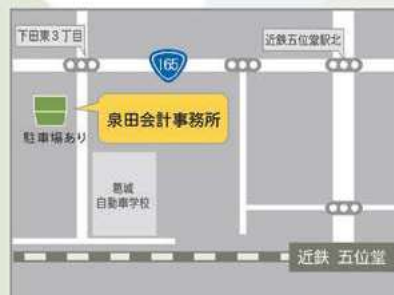 下田東3丁目
近鉄五位堂駅北
165
泉田会計事務所
駐車場あり
葛城
自動車学校
近鉄 五位堂